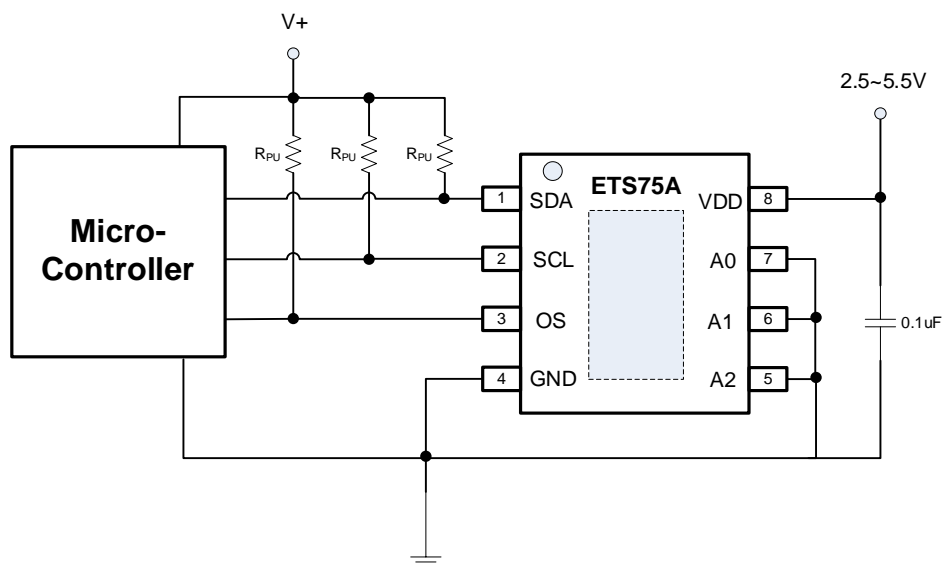 V+
2.5~5.5V
RPU
RPU
RPU
Micro-
Controller
ETS75A
1
SDA
VDD
8
2
SCL
A0
7
3
OS
A1
6
0.1uF
4
GND
A2
5